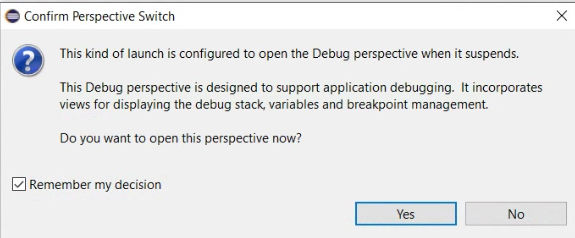 Confirm Perspective Switch
This kind of launch is configured to open the Debug perspective when it suspends.
This Debug perspective is designed to support application debugging.  It incorporates
views for displaying the debug stack, variables and breakpoint management.
Do you want to open this perspective now?
Remember my decision
Yes
No